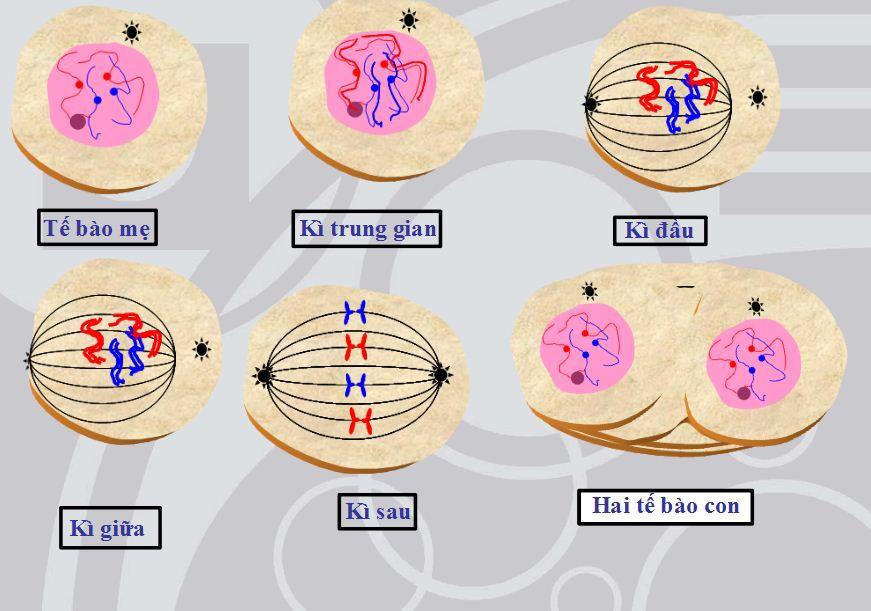 Tế bào mẹ
Kì trung gian
Kì đầu
Kì giữa
Kì sau
Hai tế bào con